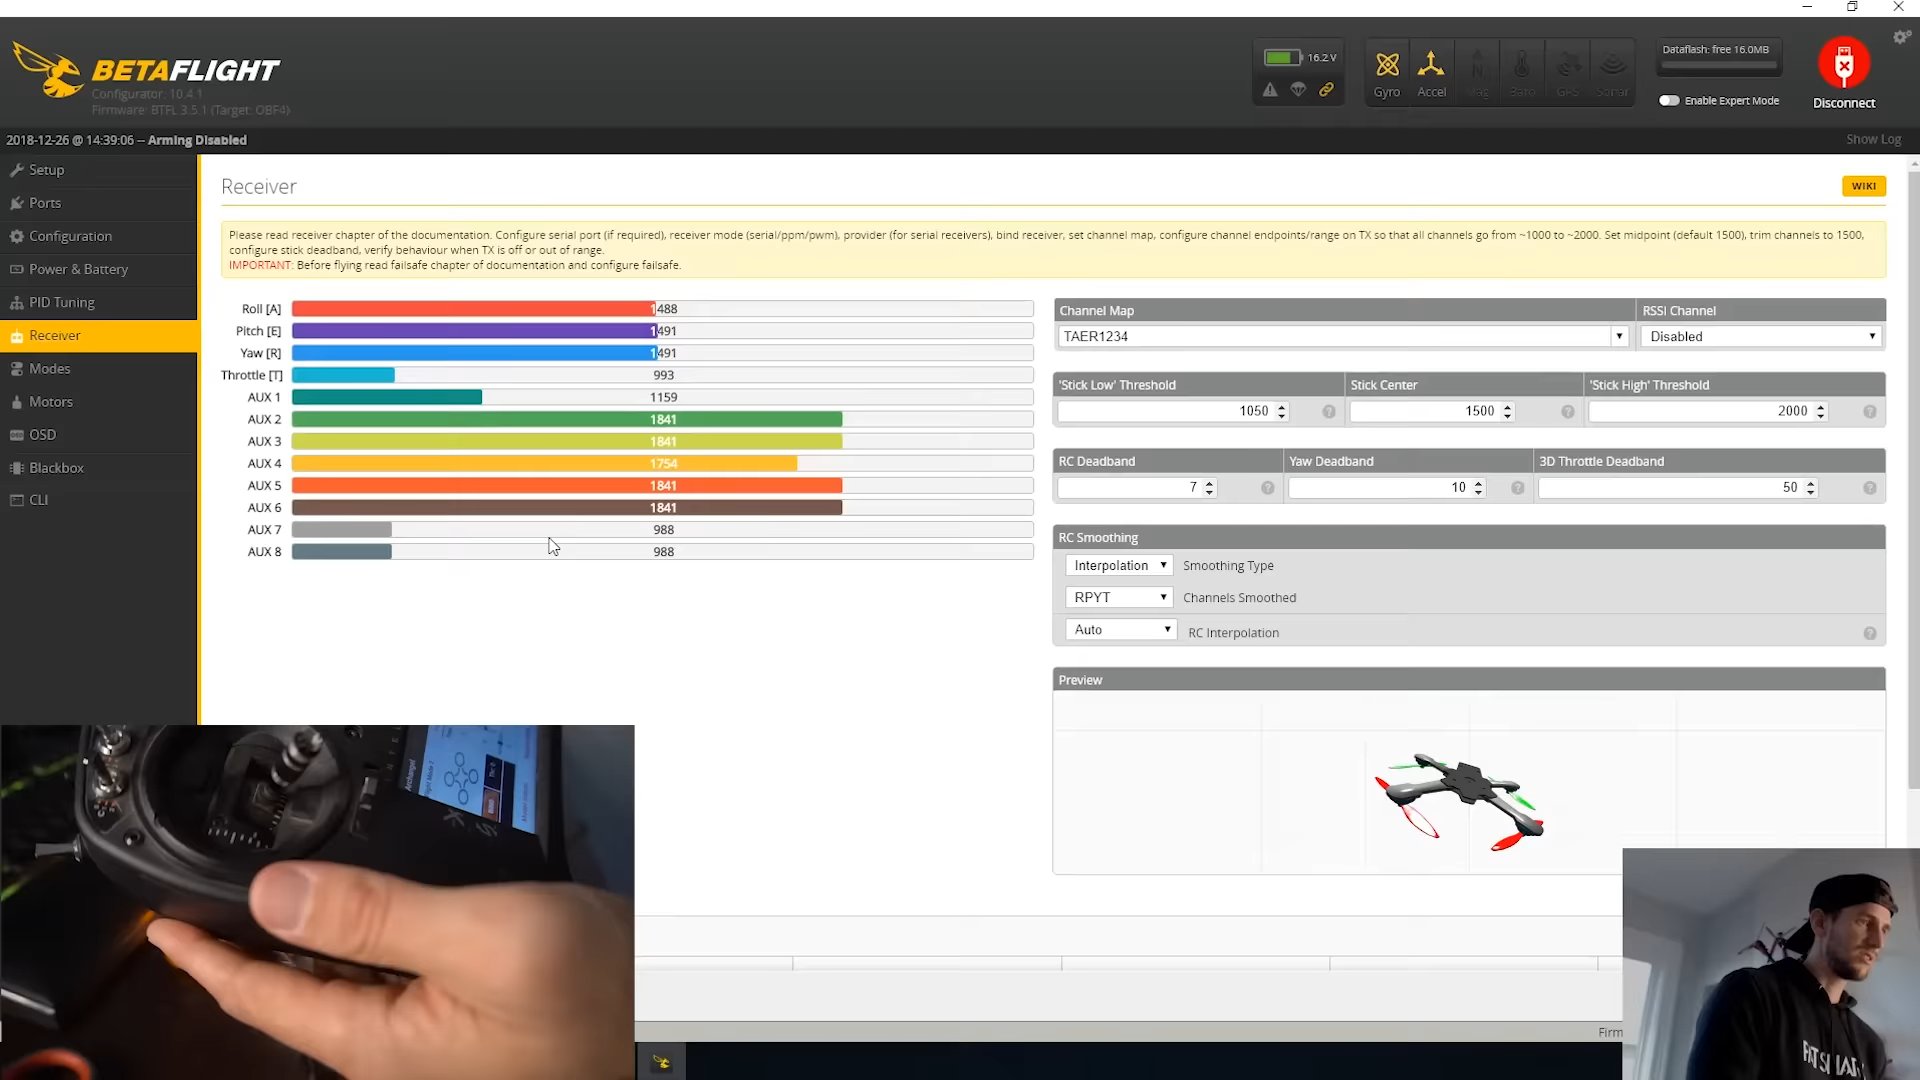 BETAFLIGHT
Configurator: 10.4.1
Firmware: BTFL 3.5.1 (Target: OBF4)
16.2 V
Gyro
Accel
Mag
Baro
GPS
Sonar
Dataflash: free 16.0MB
Enable Expert Mode
Disconnect
2018-12-26 @ 14:39:06 -- Arming Disabled
Show Log
Setup
Ports
Configuration
Power & Battery
PID Tuning
Receiver
Modes
Motors
OSD
Blackbox
CLI
Receiver
WIKI
Please read receiver chapter of the documentation. Configure serial port (if required), receiver mode (serial/ppm/pwm), provider (for serial receivers), bind receiver, set channel map, configure channel endpoints/range on TX so that all channels go from ~1000 to ~2000. Set midpoint (default 1500), trim channels to 1500,
configure stick deadband, verify behaviour when TX is off or out of range.
IMPORTANT: Before flying read failsafe chapter of documentation and configure failsafe.
Roll [A] 1488
Pitch [E] 1491
Yaw [R] 1491
Throttle [T] 993
AUX 1 1159
AUX 2 1841
AUX 3 1841
AUX 4 1754
AUX 5 1841
AUX 6 1841
AUX 7 988
AUX 8 988
Channel Map
RSSI Channel
TAER1234
Disabled
'Stick Low' Threshold
Stick Center
'Stick High' Threshold
1050
1500
2000
RC Deadband
Yaw Deadband
3D Throttle Deadband
7
10
50
RC Smoothing
Interpolation
Smoothing Type
RPYT
Channels Smoothed
Auto
RC Interpolation
Preview
Archangel
Firm